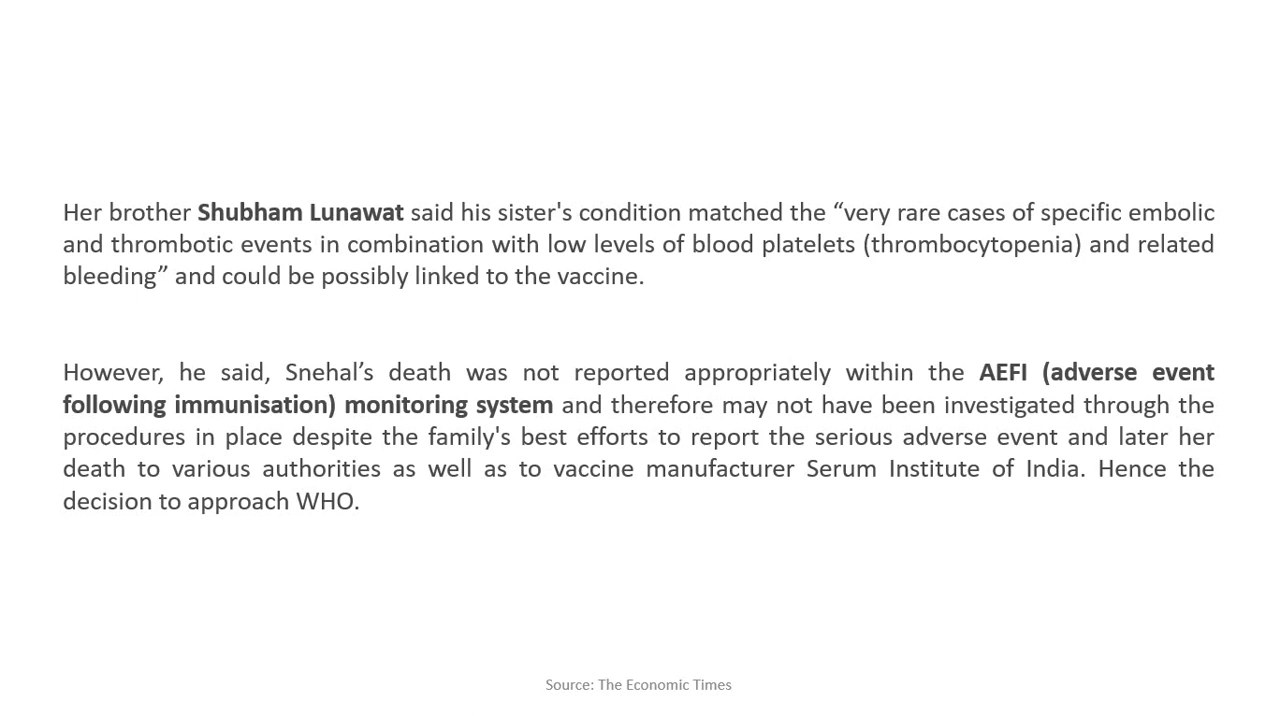 Her brother Shubham Lunawat said his sister's condition matched the “very rare cases of specific embolic
and thrombotic events in combination with low levels of blood platelets (thrombocytopenia) and related
bleeding” and could be possibly linked to the vaccine.
However, he said, Snehal’s death was not reported appropriately within the AEFI (adverse event
following immunisation) monitoring system and therefore may not have been investigated through the
procedures in place despite the family's best efforts to report the serious adverse event and later her
death to various authorities as well as to vaccine manufacturer Serum Institute of India. Hence the
decision to approach WHO.
Source: The Economic Times